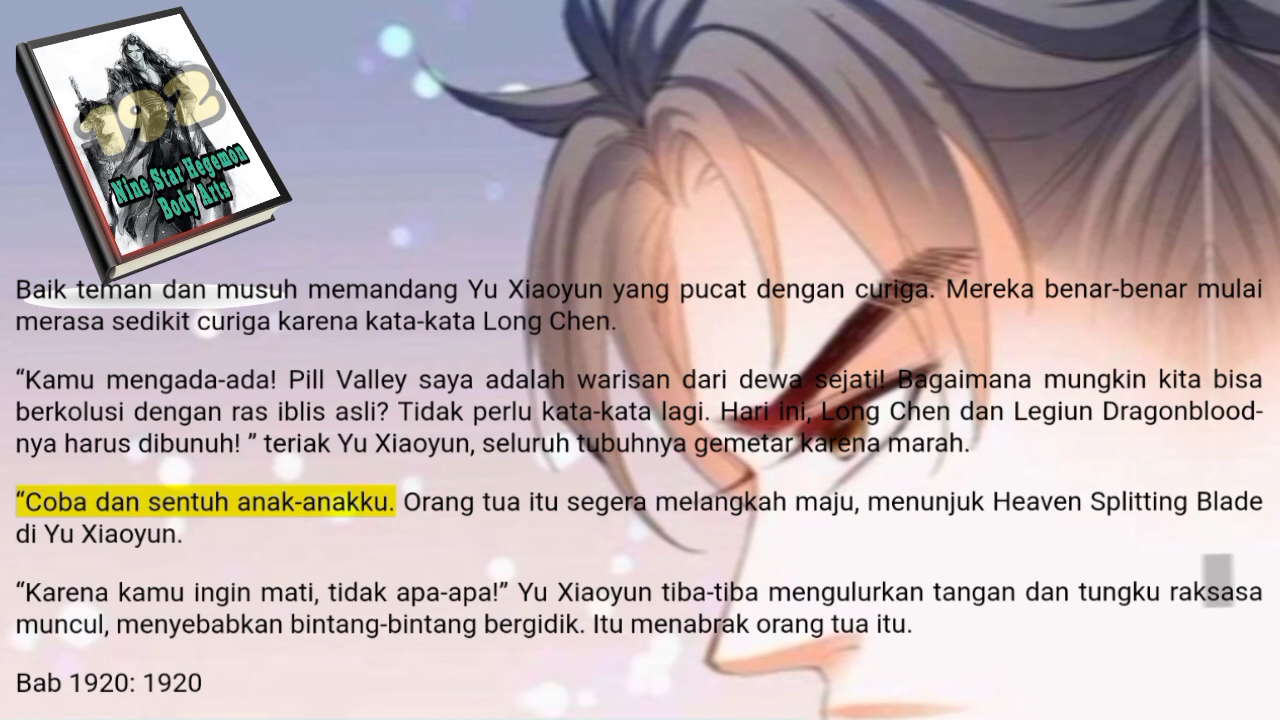 192
Nine Star Hegemon
Body Arts
Baik teman dan musuh memandang Yu Xiaoyun yang pucat dengan curiga. Mereka benar-benar mulai
merasa sedikit curiga karena kata-kata Long Chen.
“Kamu mengada-ada! Pill Valley saya adalah warisan dari dewa sejati! Bagaimana mungkin kita bisa
berkolusi dengan ras iblis asli? Tidak perlu kata-kata lagi. Hari ini, Long Chen dan Legiun Dragonblood-
nya harus dibunuh! ” teriak Yu Xiaoyun, seluruh tubuhnya gemetar karena marah.
“Coba dan sentuh anak-anakku. Orang tua itu segera melangkah maju, menunjuk Heaven Splitting Blade
di Yu Xiaoyun.
“Karena kamu ingin mati, tidak apa-apa!” Yu Xiaoyun tiba-tiba mengulurkan tangan dan tungku raksasa
muncul, menyebabkan bintang-bintang bergidik. Itu menabrak orang tua itu.
Bab 1920: 1920